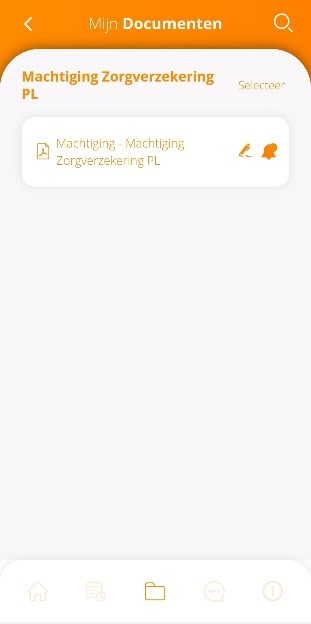 Mijn Documenten
Machtiging Zorgverzekering
PL
Selecteer
Machtiging - Machtiging
Zorgverzekering PL